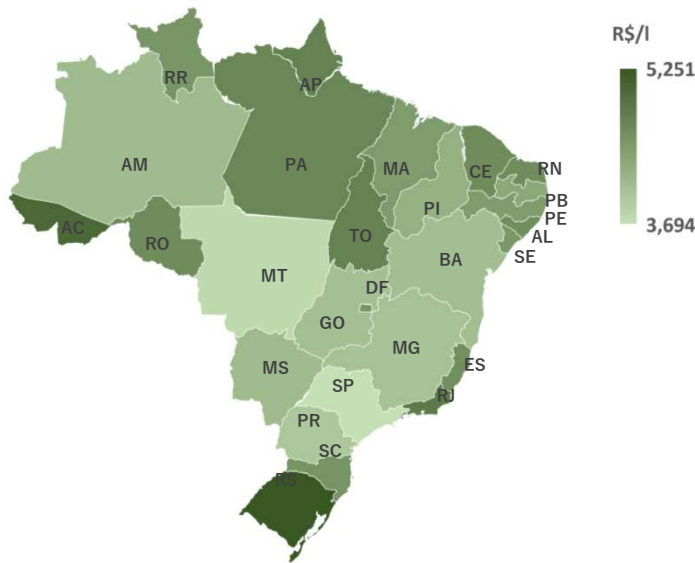 R$/l
5,251
3,694
RR
AP
AM
PA
MA
CE
RN
PB
PE
AL
SE
PI
AC
RO
TO
BA
MT
DF
GO
MG
MS
ES
SP
RJ
PR
SC
RS